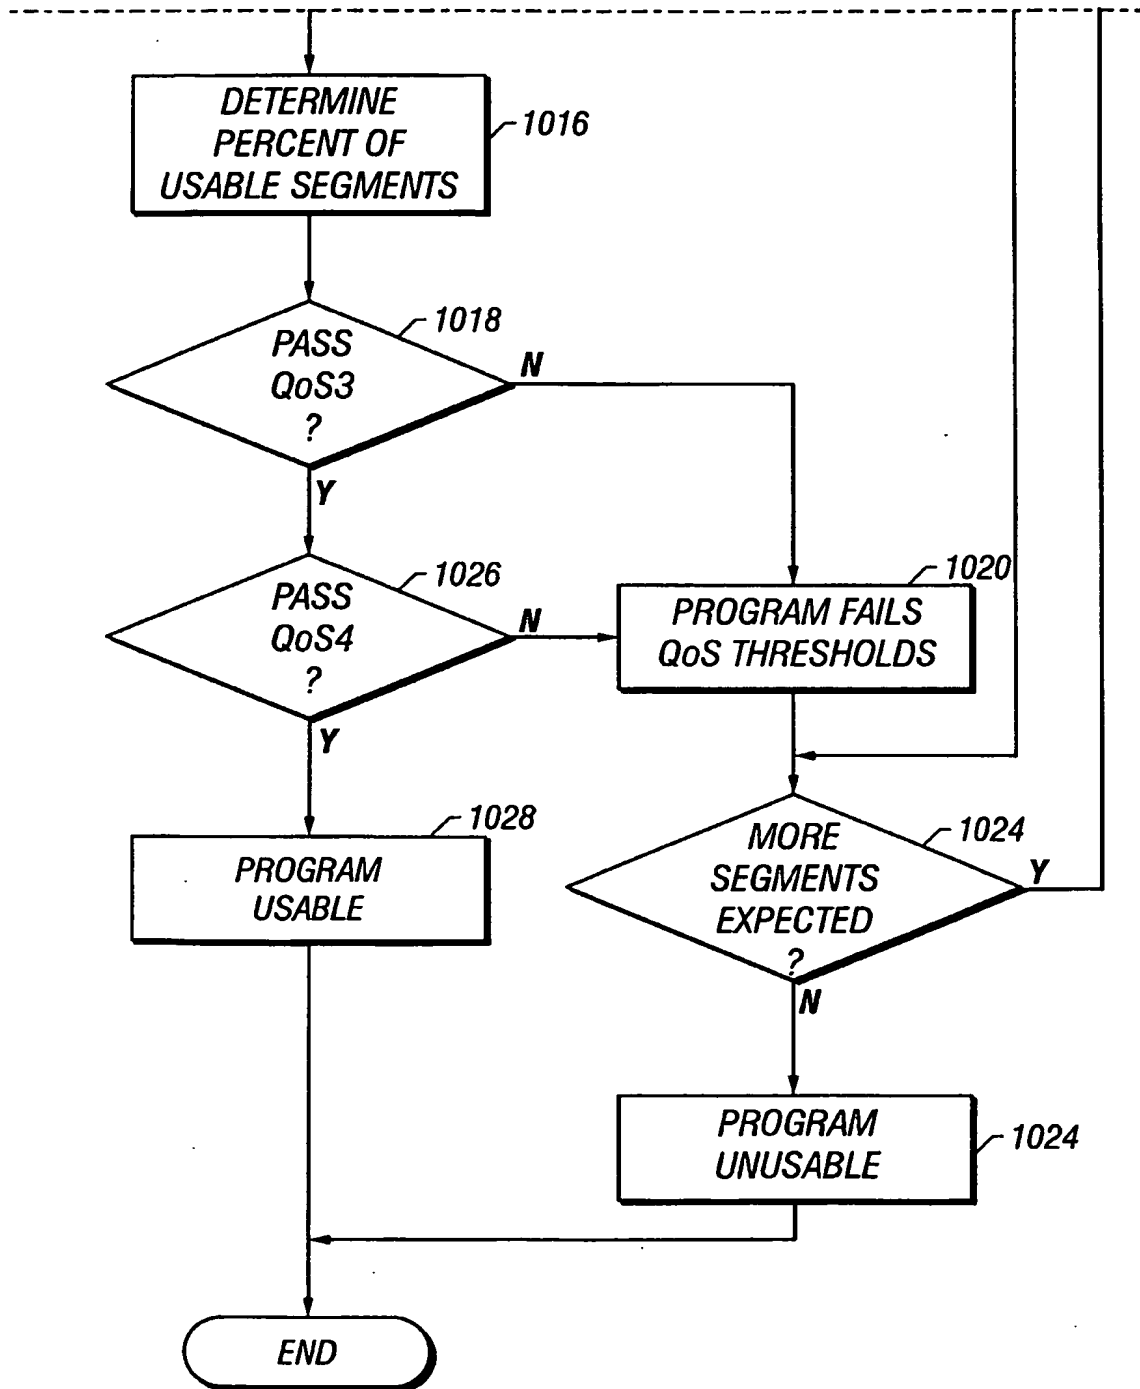 DETERMINE
PERCENT OF
USABLE SEGMENTS
1016
PASS
QoS3
?
1018
N
Y
PASS
QoS4
?
1026
N
Y
PROGRAM FAILS
QoS THRESHOLDS
1020
PROGRAM
USABLE
1028
MORE
SEGMENTS
EXPECTED
?
1024
Y
N
PROGRAM
UNUSABLE
1024
END